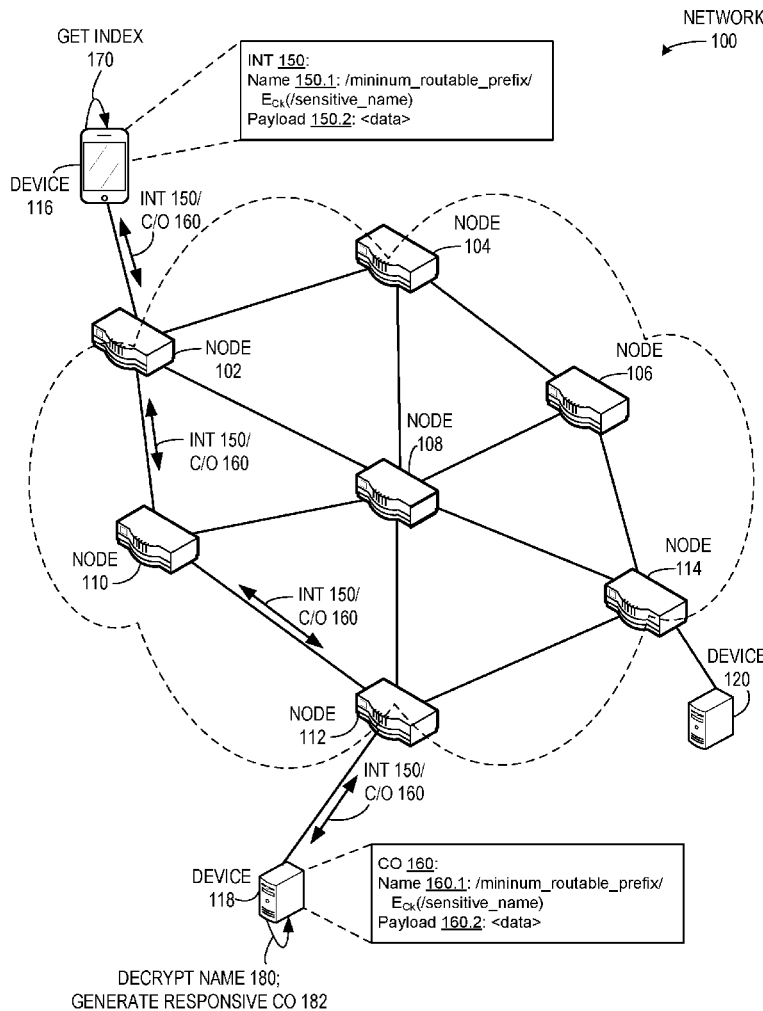 NETWORK
100
GET INDEX
170
INT 150:
Name 150.1: /mininum_routable_prefix/
ECk(/sensitive_name)
Payload 150.2: <data>
DEVICE
116
INT 150/
C/O 160
NODE
104
NODE
102
NODE
106
INT 150/
C/O 160
NODE
108
NODE
110
NODE
114
INT 150/
C/O 160
DEVICE
120
NODE
112
INT 150/
C/O 160
DEVICE
118
CO 160:
Name 160.1: /mininum_routable_prefix/
ECk(/sensitive_name)
Payload 160.2: <data>
DECRYPT NAME 180;
GENERATE RESPONSIVE CO 182